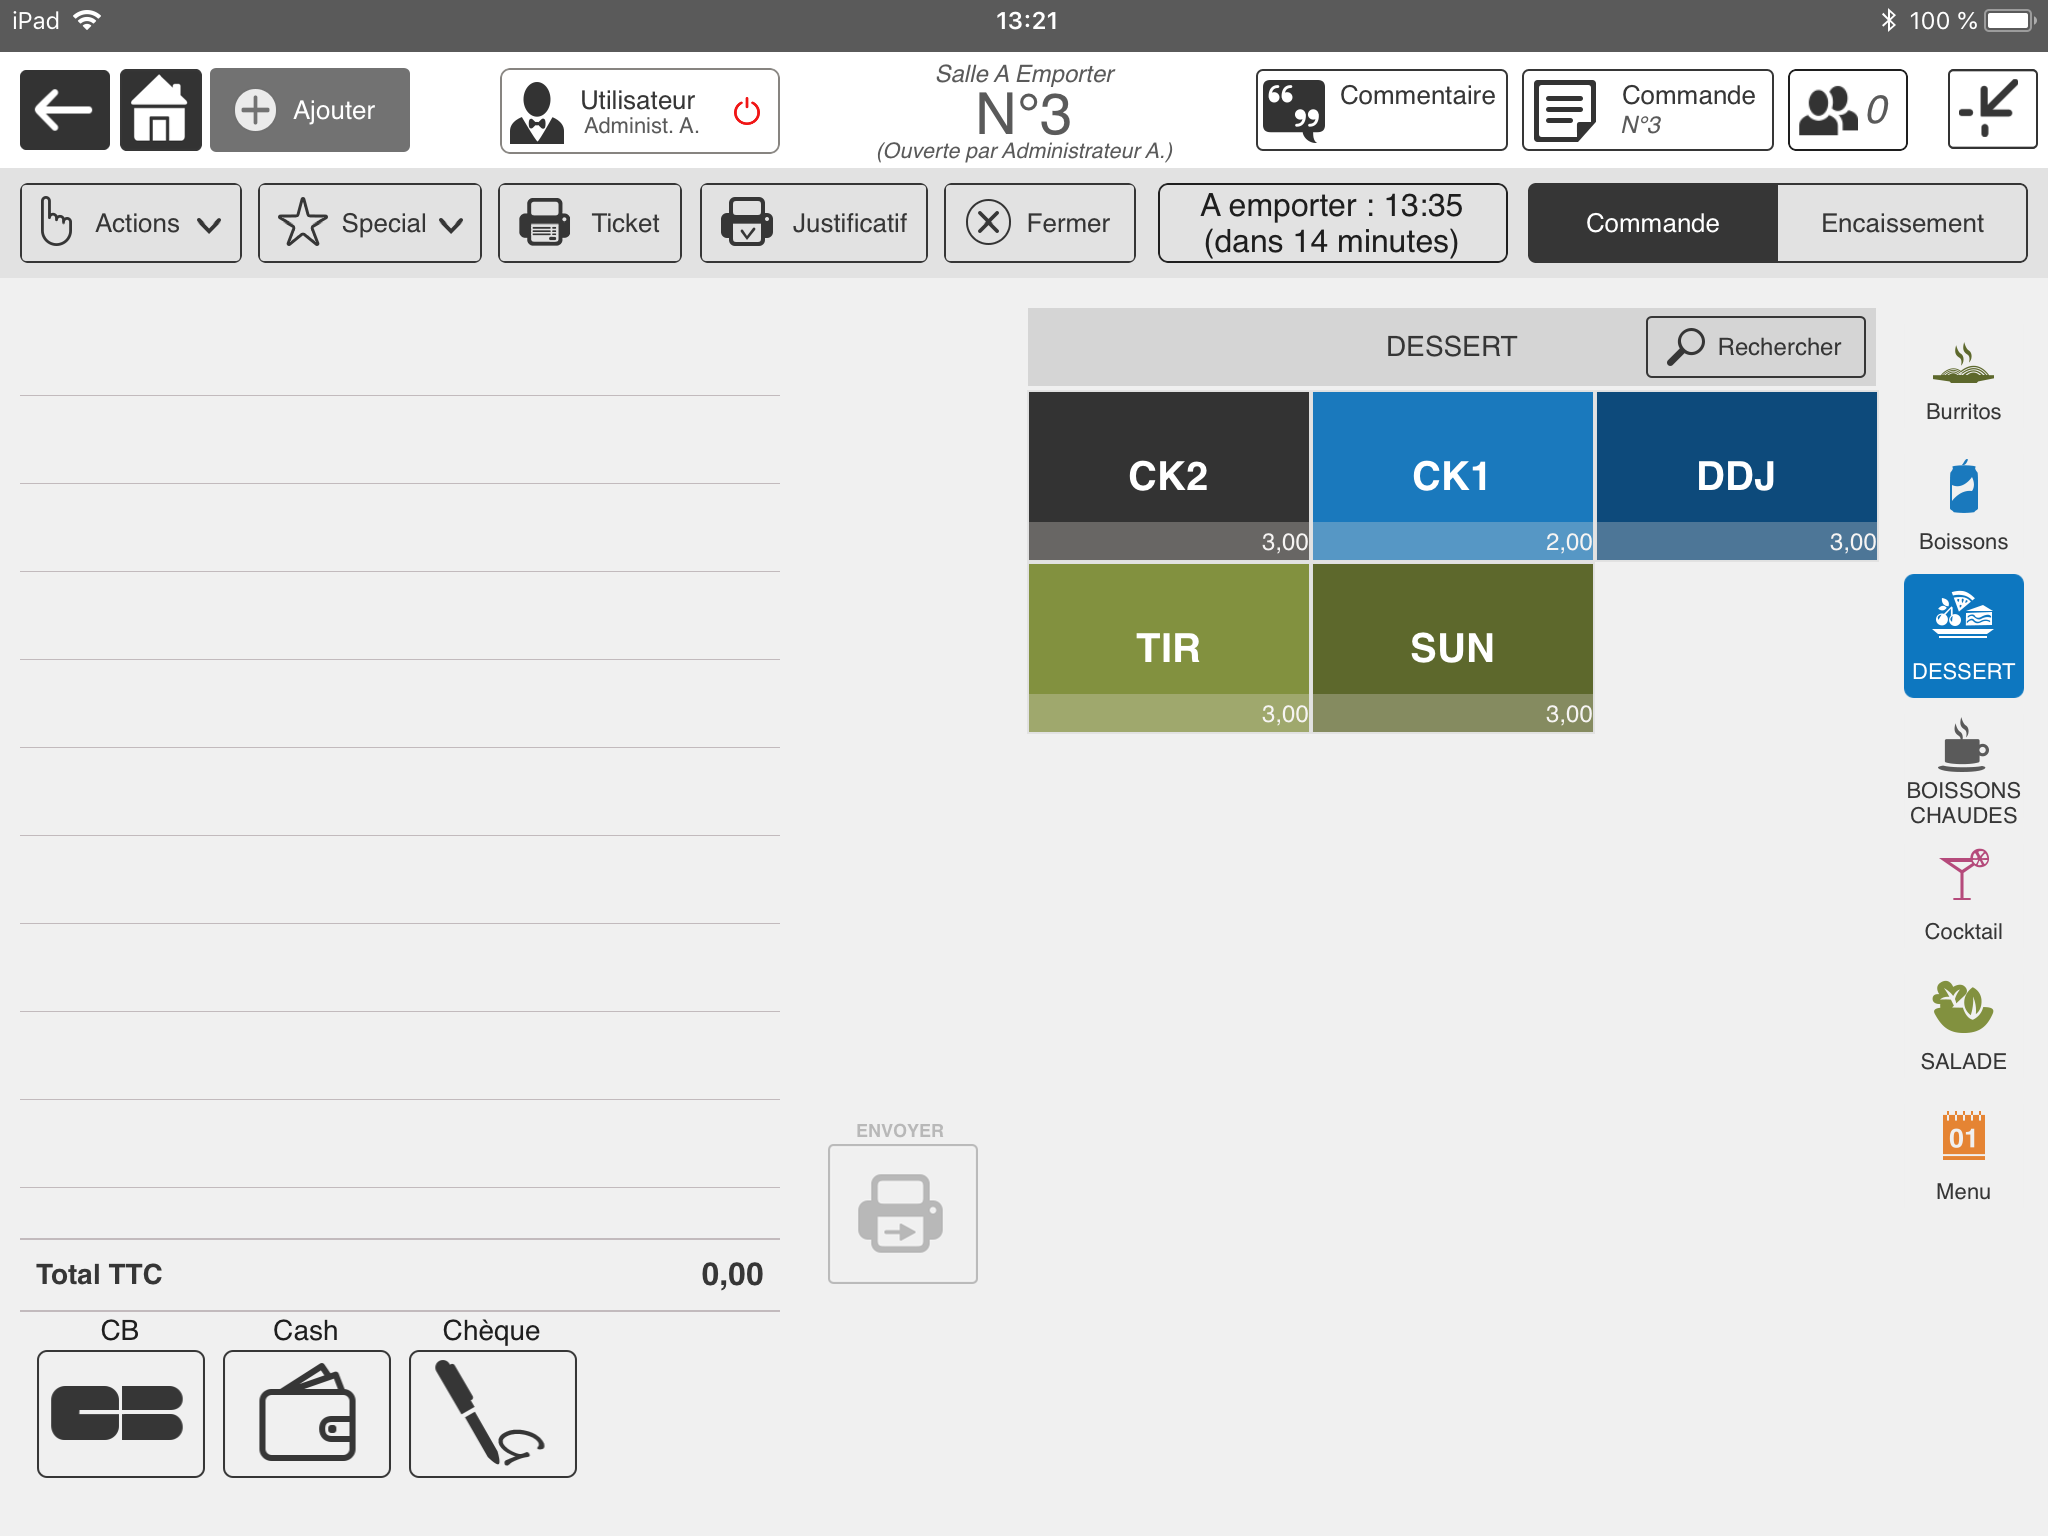 iPad
13:21
100 %
Ajouter
Utilisateur
Administ. A.
Salle A Emporter
N°3
(Ouverte par Administrateur A.)
Commentaire
Commande
N°3
0
Actions
Special
Ticket
Justificatif
Fermer
A emporter : 13:35
(dans 14 minutes)
Commande
Encaissement
DESSERT
Rechercher
CK2
3,00
CK1
2,00
DDJ
3,00
TIR
3,00
SUN
3,00
Burritos
Boissons
DESSERT
BOISSONS
CHAUDES
Cocktail
SALADE
01
Menu
ENVOYER
Total TTC
0,00
CB
Cash
Chèque
CB